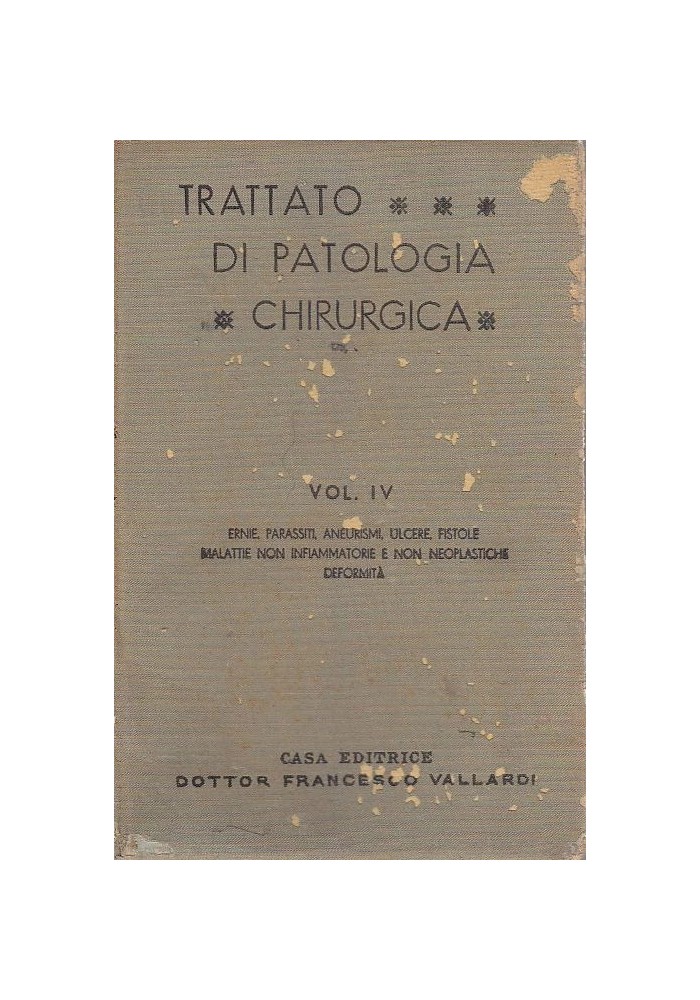 TRATTATO
DI PATOLOGIA
CHIRURGICA
VOL. IV
ERNIE, PARASSITI, ANEURISMI, ULCERE, FISTOLE
MALATTIE NON INFIAMMATORIE E NON NEOPLASTICHE
DEFORMITÀ
CASA EDITRICE
DOTTOR FRANCESCO VALLARDI